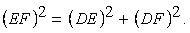 (EF)² = (DE)² + (DF)².